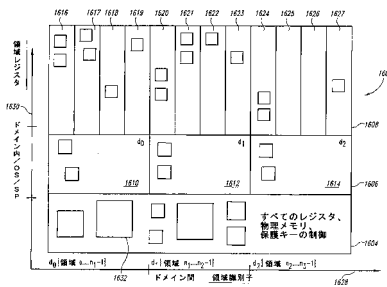 1616 1617 1618 1619 1620 1621 1622 1623 1624 1625 1626 1627
領域レジスタ
1630
ドメイン内/OS/SP
d₀ d₁ d₂
1608
1610 1612 1614
1606
すべてのレジスタ、
物理メモリ、
保護キーの制御
1604
1632
ドメイン間 領域識別子
1628